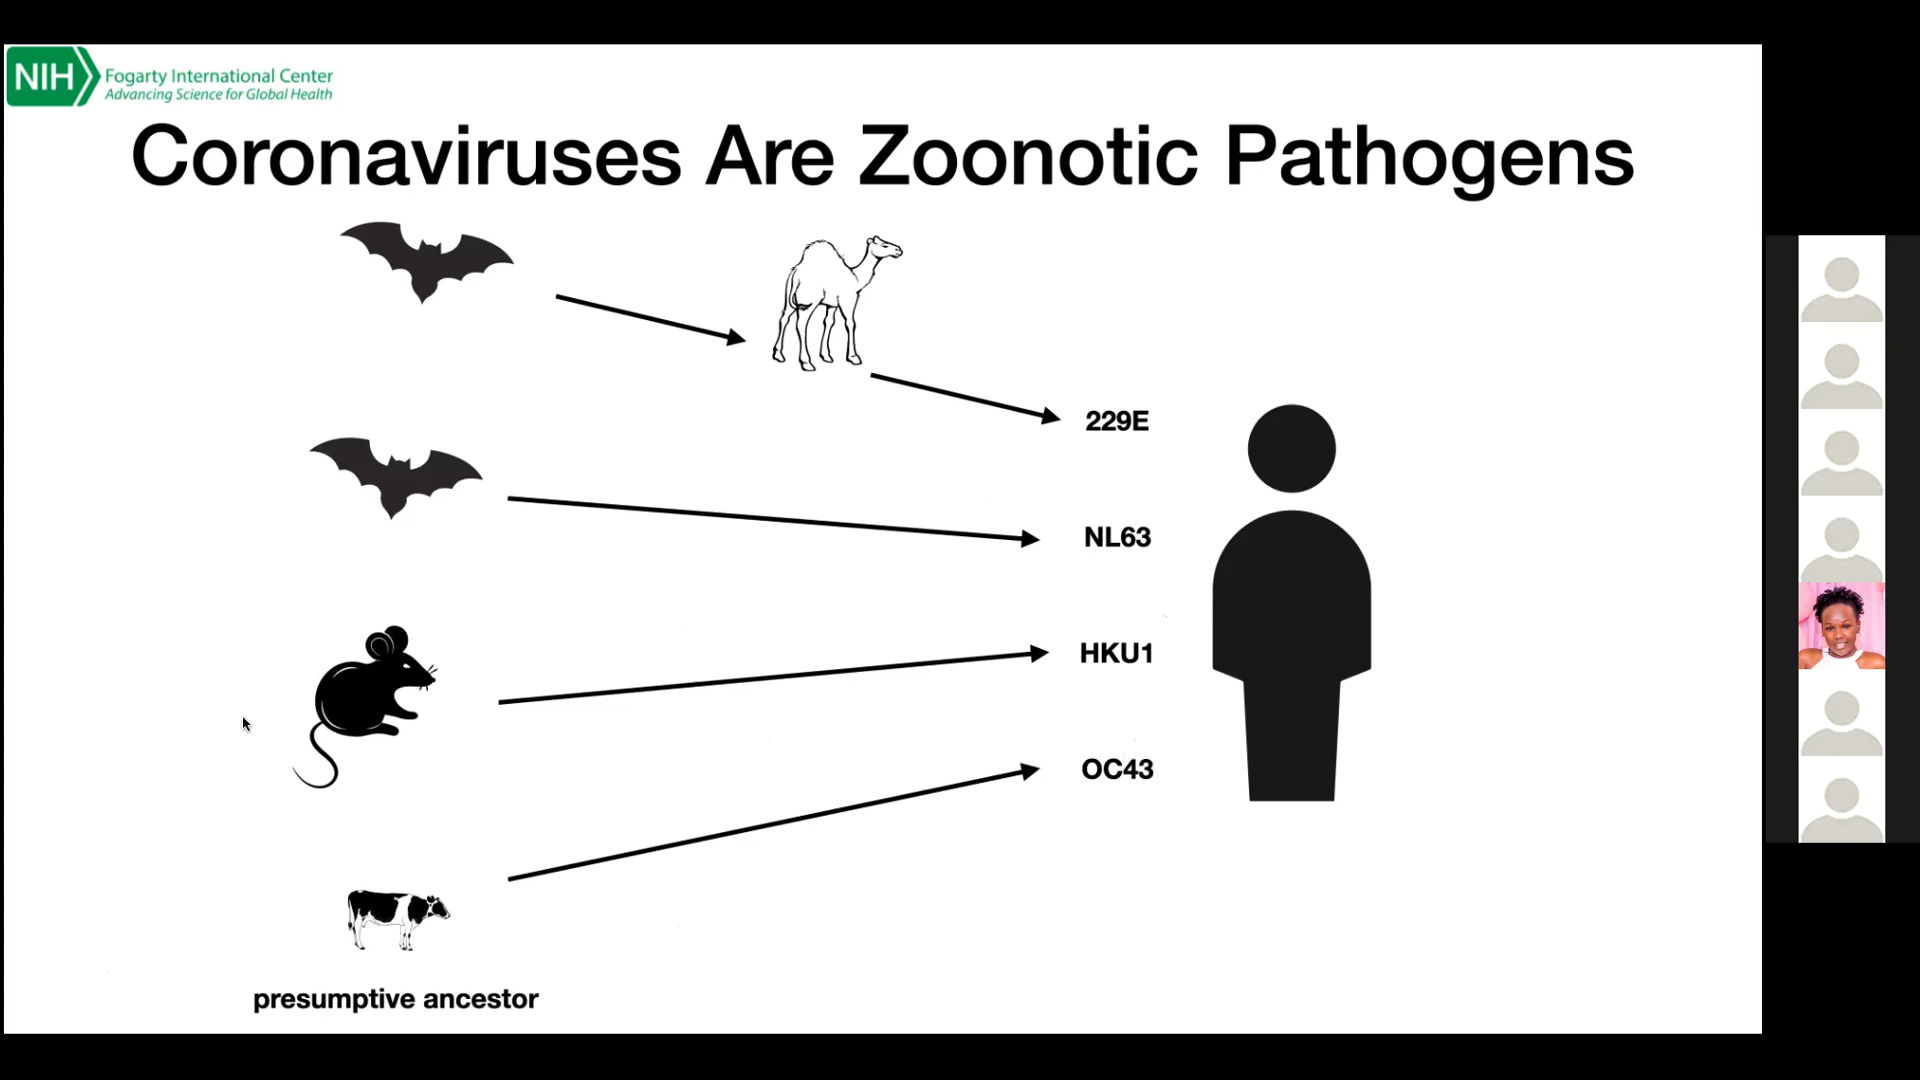 NIH
Fogarty International Center
Advancing Science for Global Health
Coronaviruses Are Zoonotic Pathogens
229E
NL63
HKU1
OC43
presumptive ancestor